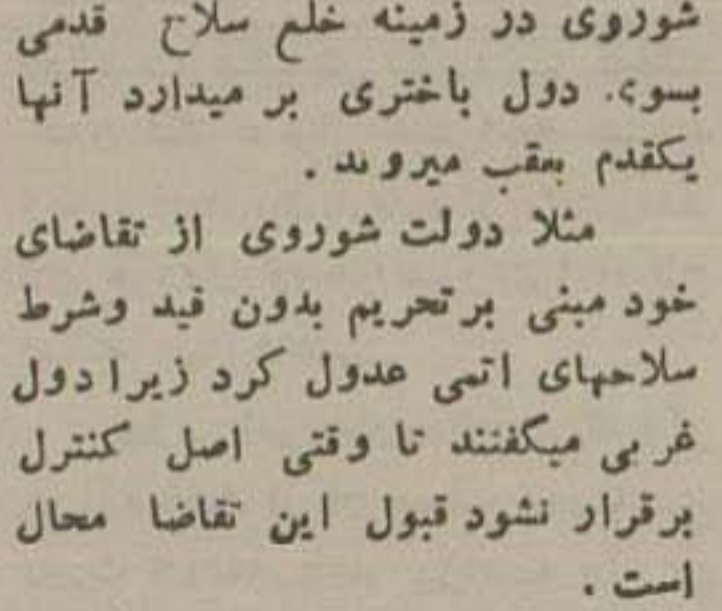 شوروی در زمینه خلع سلاح قدمی
بسوی دول باختری بر میدارد آنها
یکقدم بعقب میروند .
مثلا دولت شوروی از تقاضای
خود مبنی بر تحریم بدون قید وشرط
سلاحهای اتمی عدول کرد زیرا دول
غربی میگفتند تا وقتی اصل کنترل
برقرار نشود قبول این تقاضا محال
است .